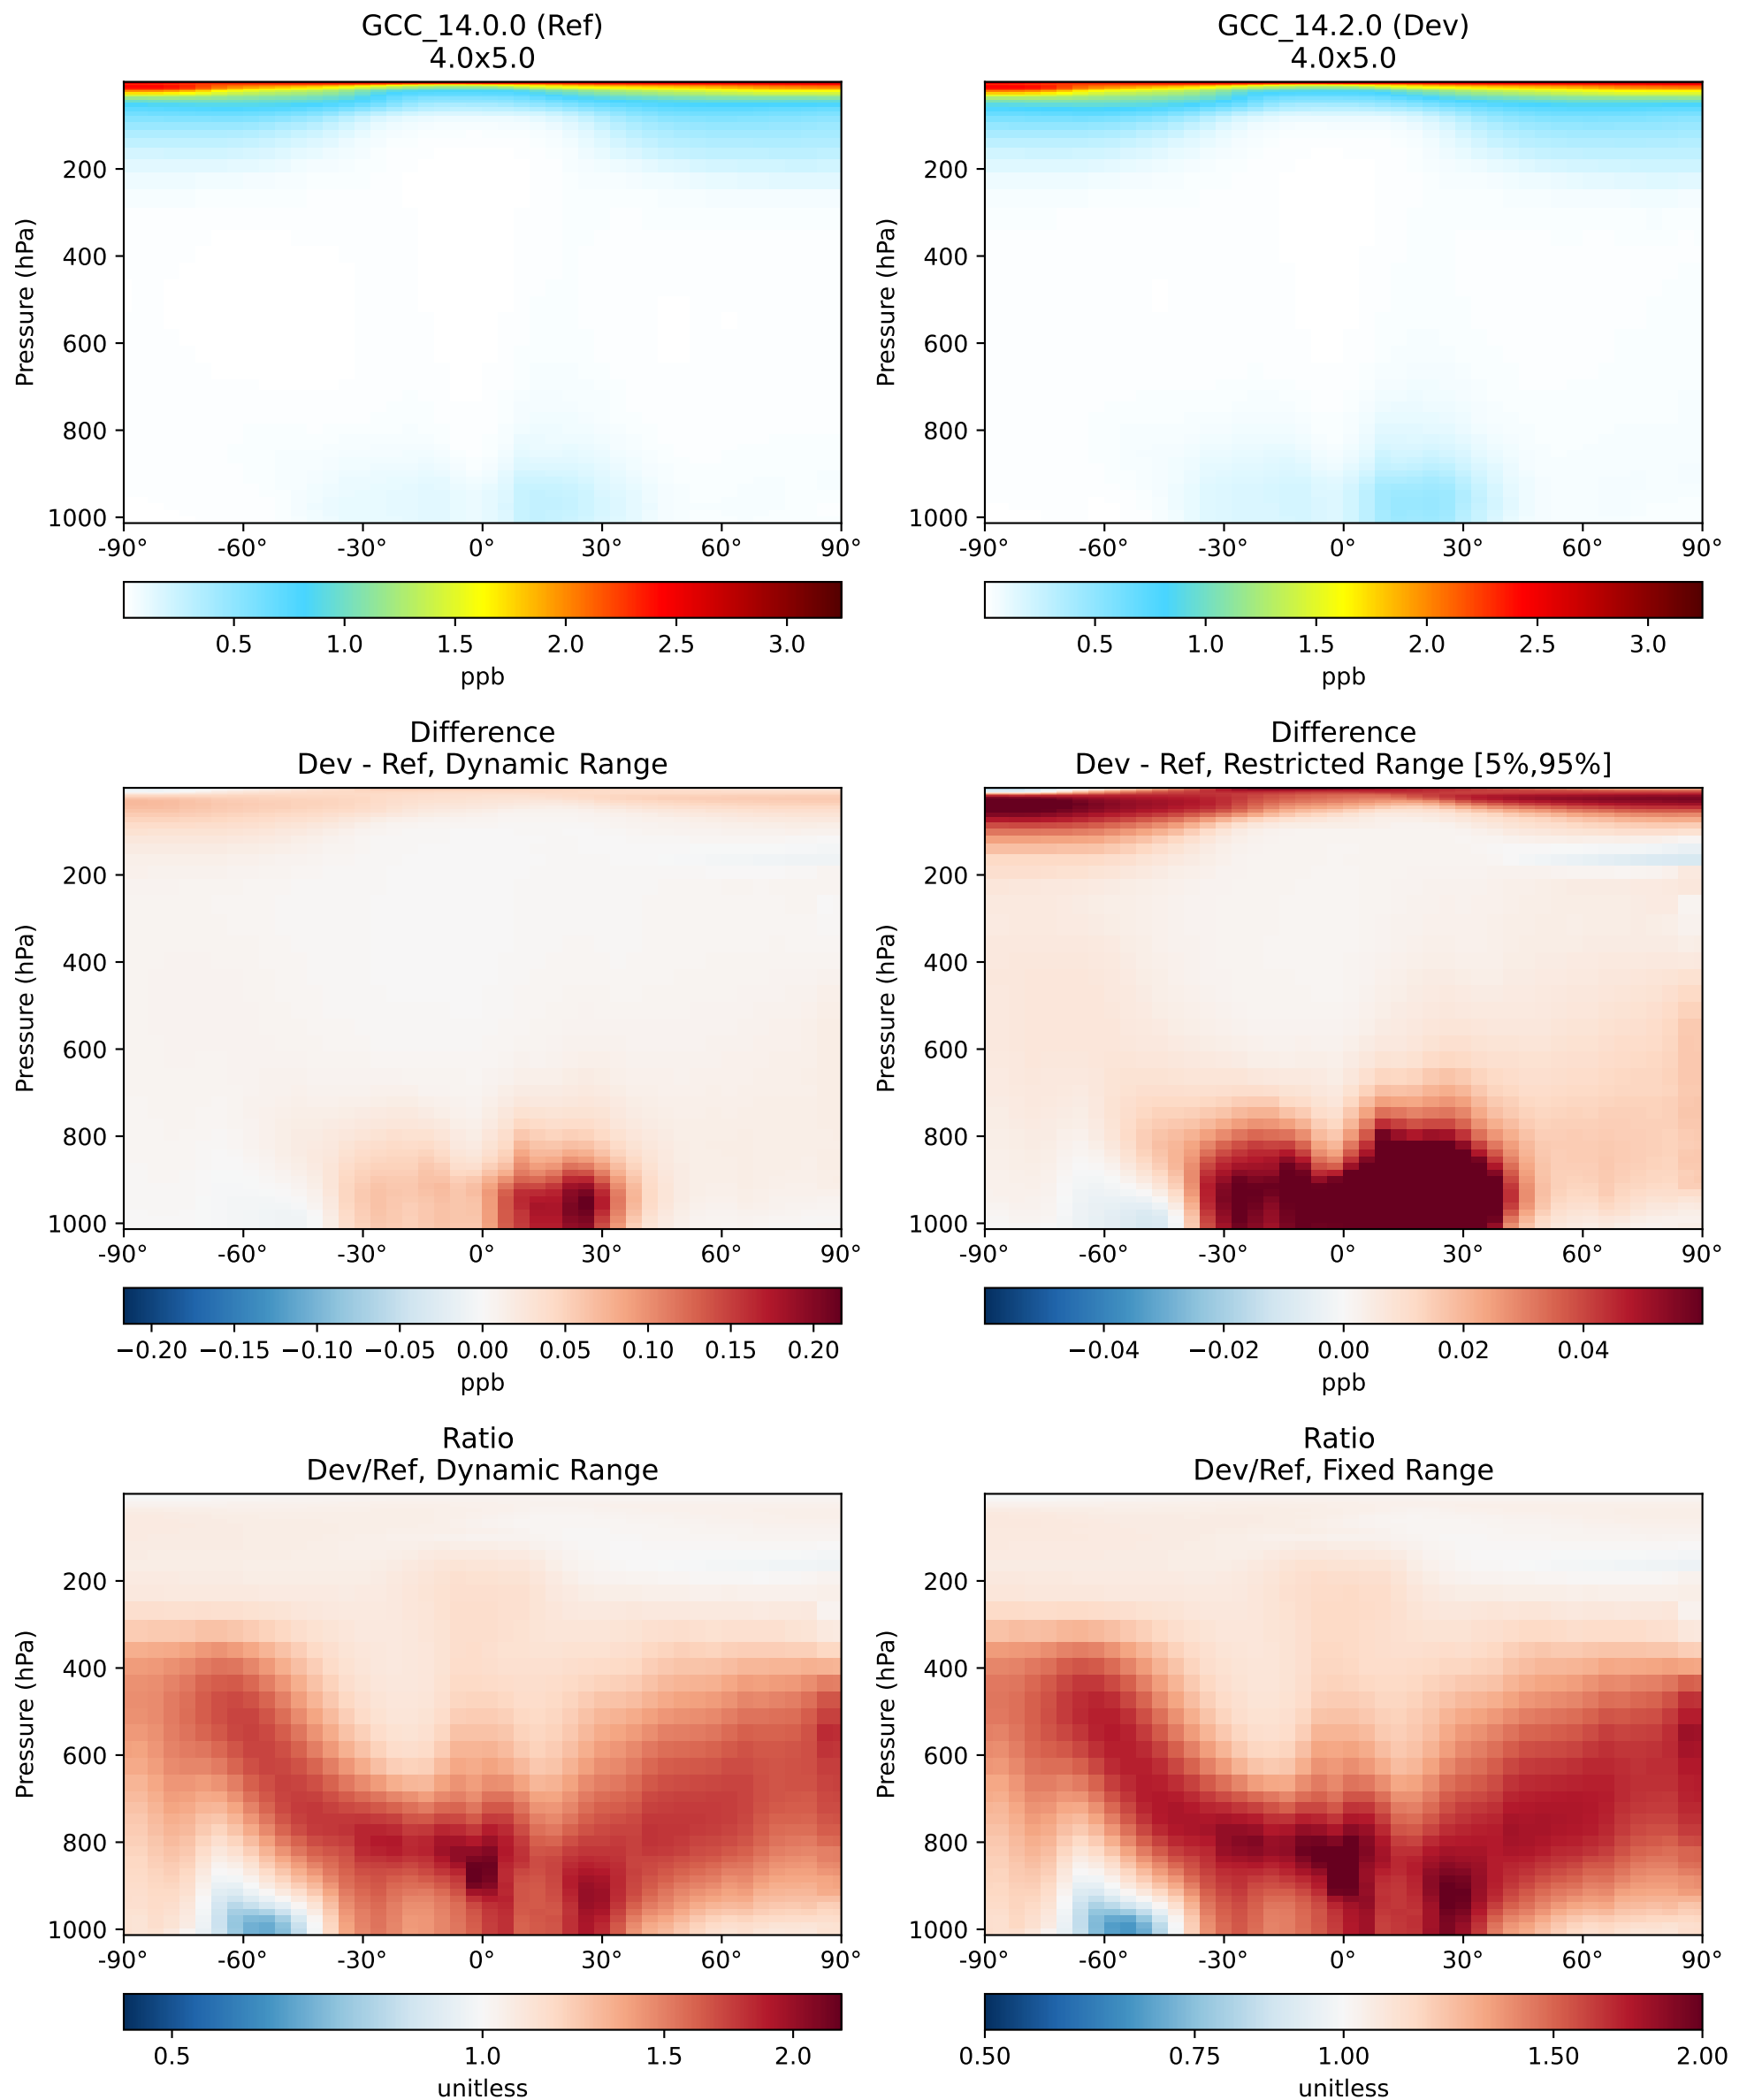 GCC_14.0.0 (Ref)
4.0x5.0
Pressure (hPa)
200
400
600
800
1000
-90° -60° -30° 0° 30° 60° 90°
0.5 1.0 1.5 2.0 2.5 3.0
ppb
GCC_14.2.0 (Dev)
4.0x5.0
Pressure (hPa)
200
400
600
800
1000
-90° -60° -30° 0° 30° 60° 90°
0.5 1.0 1.5 2.0 2.5 3.0
ppb
Difference
Dev - Ref, Dynamic Range
Pressure (hPa)
200
400
600
800
1000
-90° -60° -30° 0° 30° 60° 90°
−0.20 −0.15 −0.10 −0.05 0.00 0.05 0.10 0.15 0.20
ppb
Difference
Dev - Ref, Restricted Range [5%,95%]
Pressure (hPa)
200
400
600
800
1000
-90° -60° -30° 0° 30° 60° 90°
−0.04 −0.02 0.00 0.02 0.04
ppb
Ratio
Dev/Ref, Dynamic Range
Pressure (hPa)
200
400
600
800
1000
-90° -60° -30° 0° 30° 60° 90°
0.5 1.0 1.5 2.0
unitless
Ratio
Dev/Ref, Fixed Range
Pressure (hPa)
200
400
600
800
1000
-90° -60° -30° 0° 30° 60° 90°
0.50 0.75 1.00 1.50 2.00
unitless